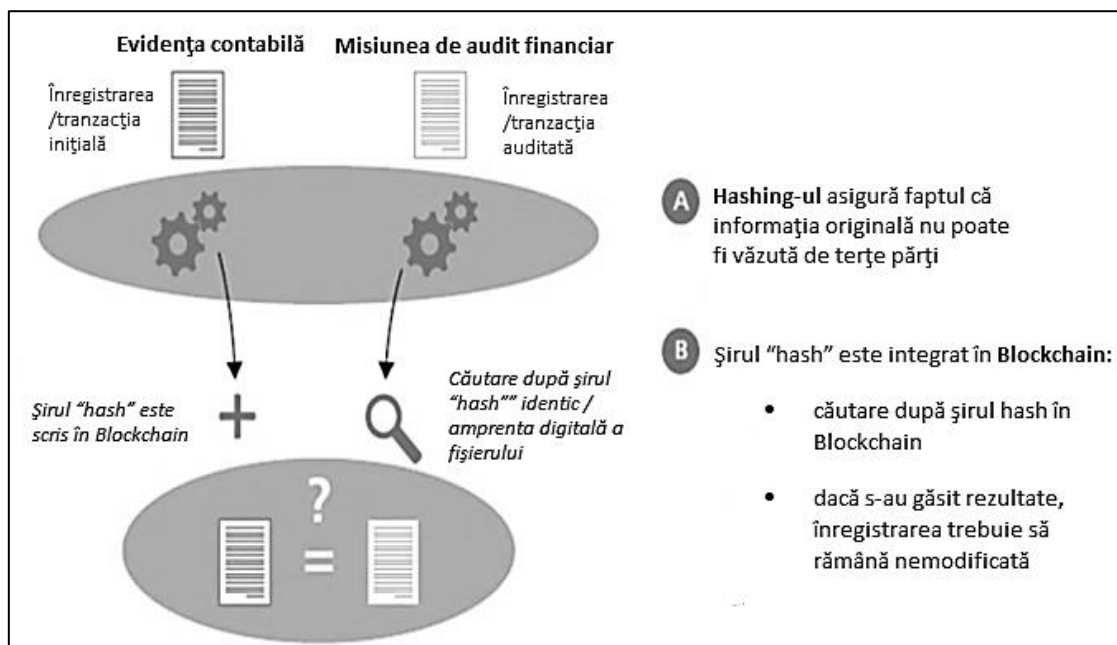 Evidenţa contabilă
Misiunea de audit financiar
Înregistrarea
/tranzacţia
iniţială
Înregistrarea
/tranzacţia
auditată
A
Hashing-ul asigură faptul că
informaţia originală nu poate
fi văzută de terţe părţi
B
Şirul “hash” este integrat în Blockchain:
• căutare după şirul hash în
Blockchain
• dacă s-au găsit rezultate,
înregistrarea trebuie să
rămână nemodificată
Şirul “hash” este
scris în Blockchain
+
Căutare după şirul
“hash”” identic /
amprenta digitală a
fişierului
?
=